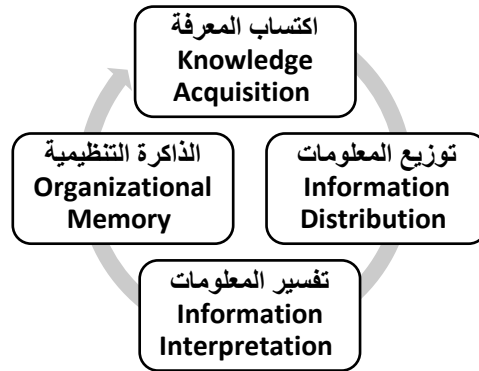 اكتساب المعرفة
Knowledge
Acquisition
توزيع المعلومات
Information
Distribution
تفسير المعلومات
Information
Interpretation
الذاكرة التنظيمية
Organizational
Memory